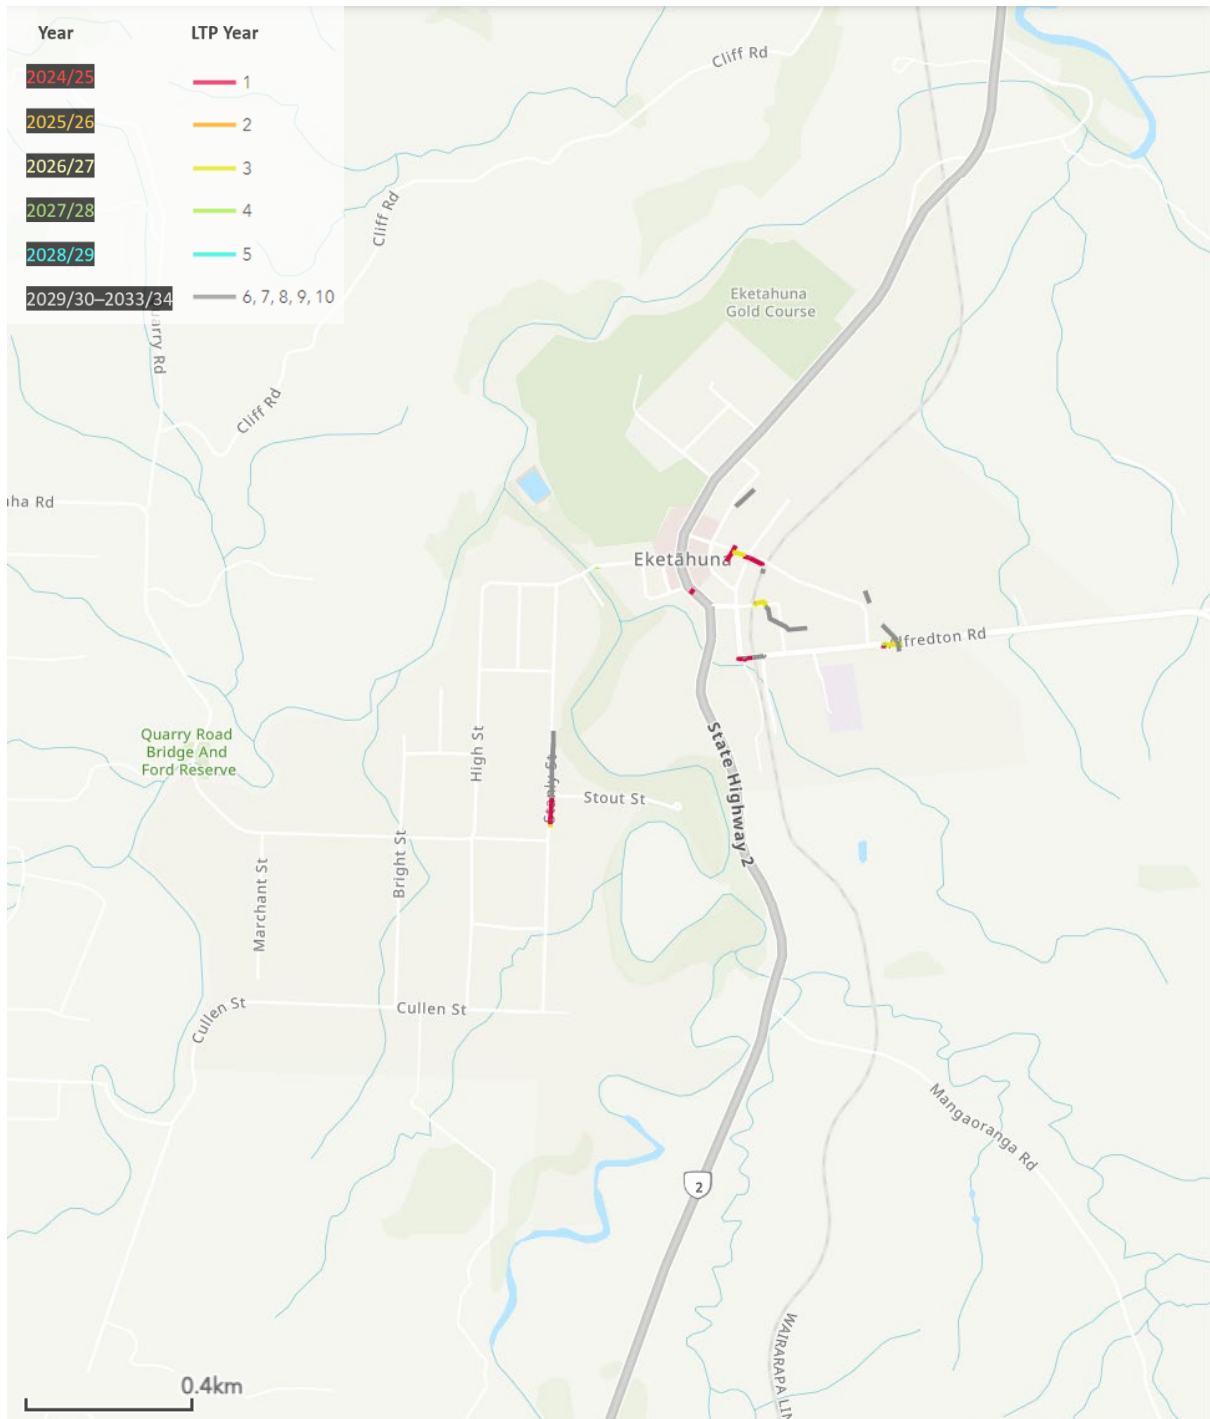 Year LTP Year
2024/25 1
2025/26 2
2026/27 3
2027/28 4
2028/29 5
2029/30–2033/34 6, 7, 8, 9, 10
Cliff Rd
Cliff Rd
Eketahuna
Gold Course
Cliff Rd
Eketāhuna
Quarry Road
Bridge And
Ford Reserve
High St
Stanly St
Stout St
State Highway 2
Bright St
Marchant St
Cullen St
Cullen St
Mangaoranga Rd
2
0.4km